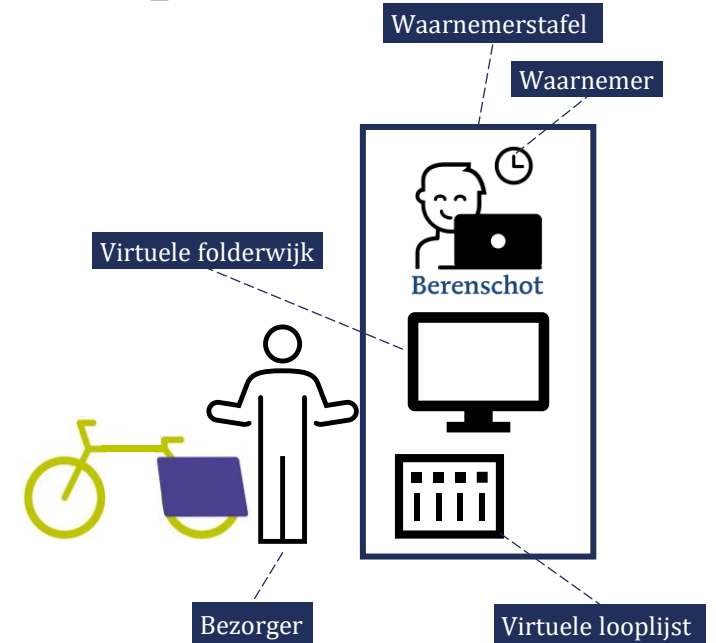 Waarnemerstafel
Waarnemer
Virtuele folderwijk
Berenschot
Bezorger
Virtuele looplijst